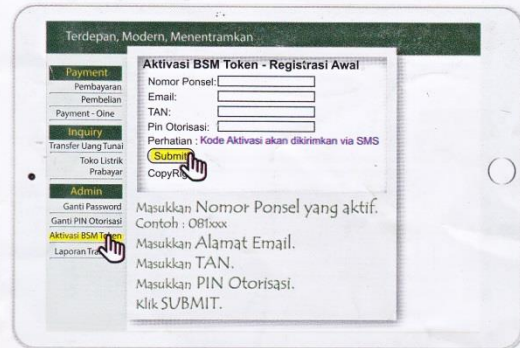 Terdepan, Modern, Menentramkan
Payment
Pembayaran
Pembelian
Payment - Oine
Inquiry
Transfer Uang Tunai
Toko Listrik
Prabayar
Admin
Ganti Password
Ganti PIN Otorisasi
Aktivasi BSM Token
Laporan
Aktivasi BSM Token - Registrasi Awal
Nomor Ponsel:
Email:
TAN:
Pin Otorisasi:
Perhatian : Kode Aktivasi akan dikirimkan via SMS
Submit
Masukkan Nomor Ponsel yang aktif.
Contoh : 081xxx
Masukkan Alamat Email.
Masukkan TAN.
Masukkan PIN Otorisasi.
Klik SUBMIT.